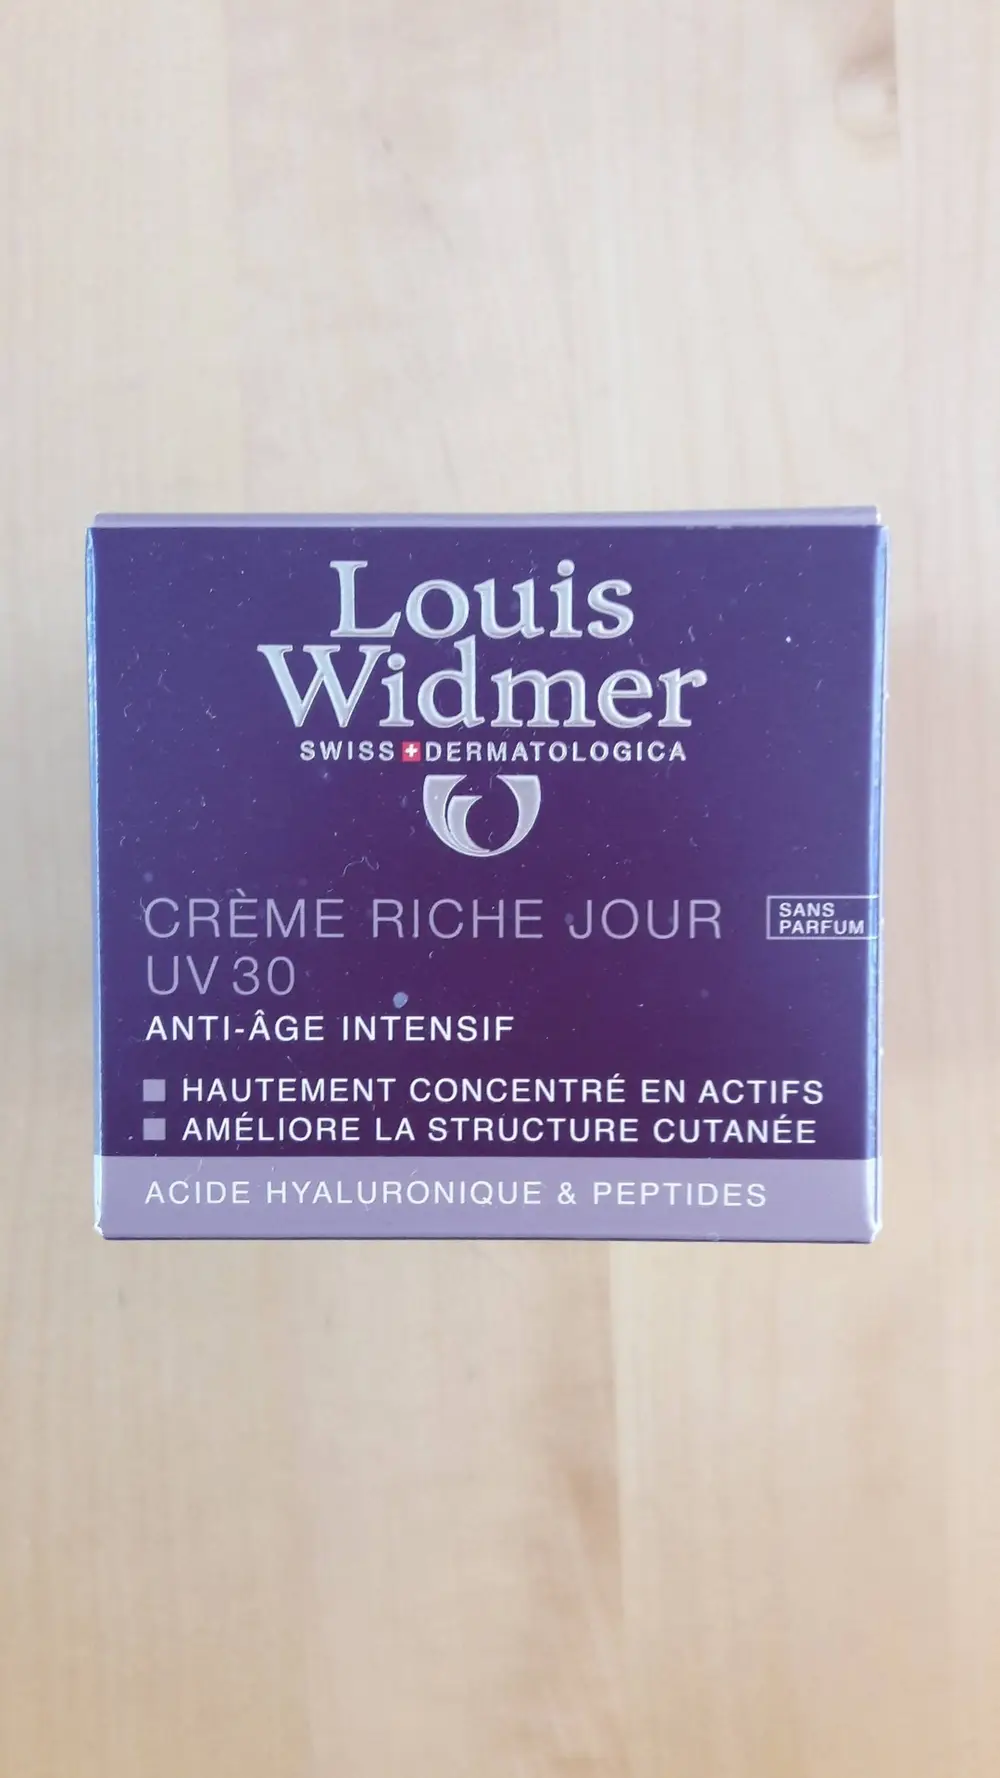 Louis
Widmer
SWISS DERMATOLOGICA
CRÈME RICHE JOUR
UV 30
SANS
PARFUM
ANTI-ÂGE INTENSIF
HAUTEMENT CONCENTRÉ EN ACTIFS
AMÉLIORE LA STRUCTURE CUTANÉE
ACIDE HYALURONIQUE & PEPTIDES